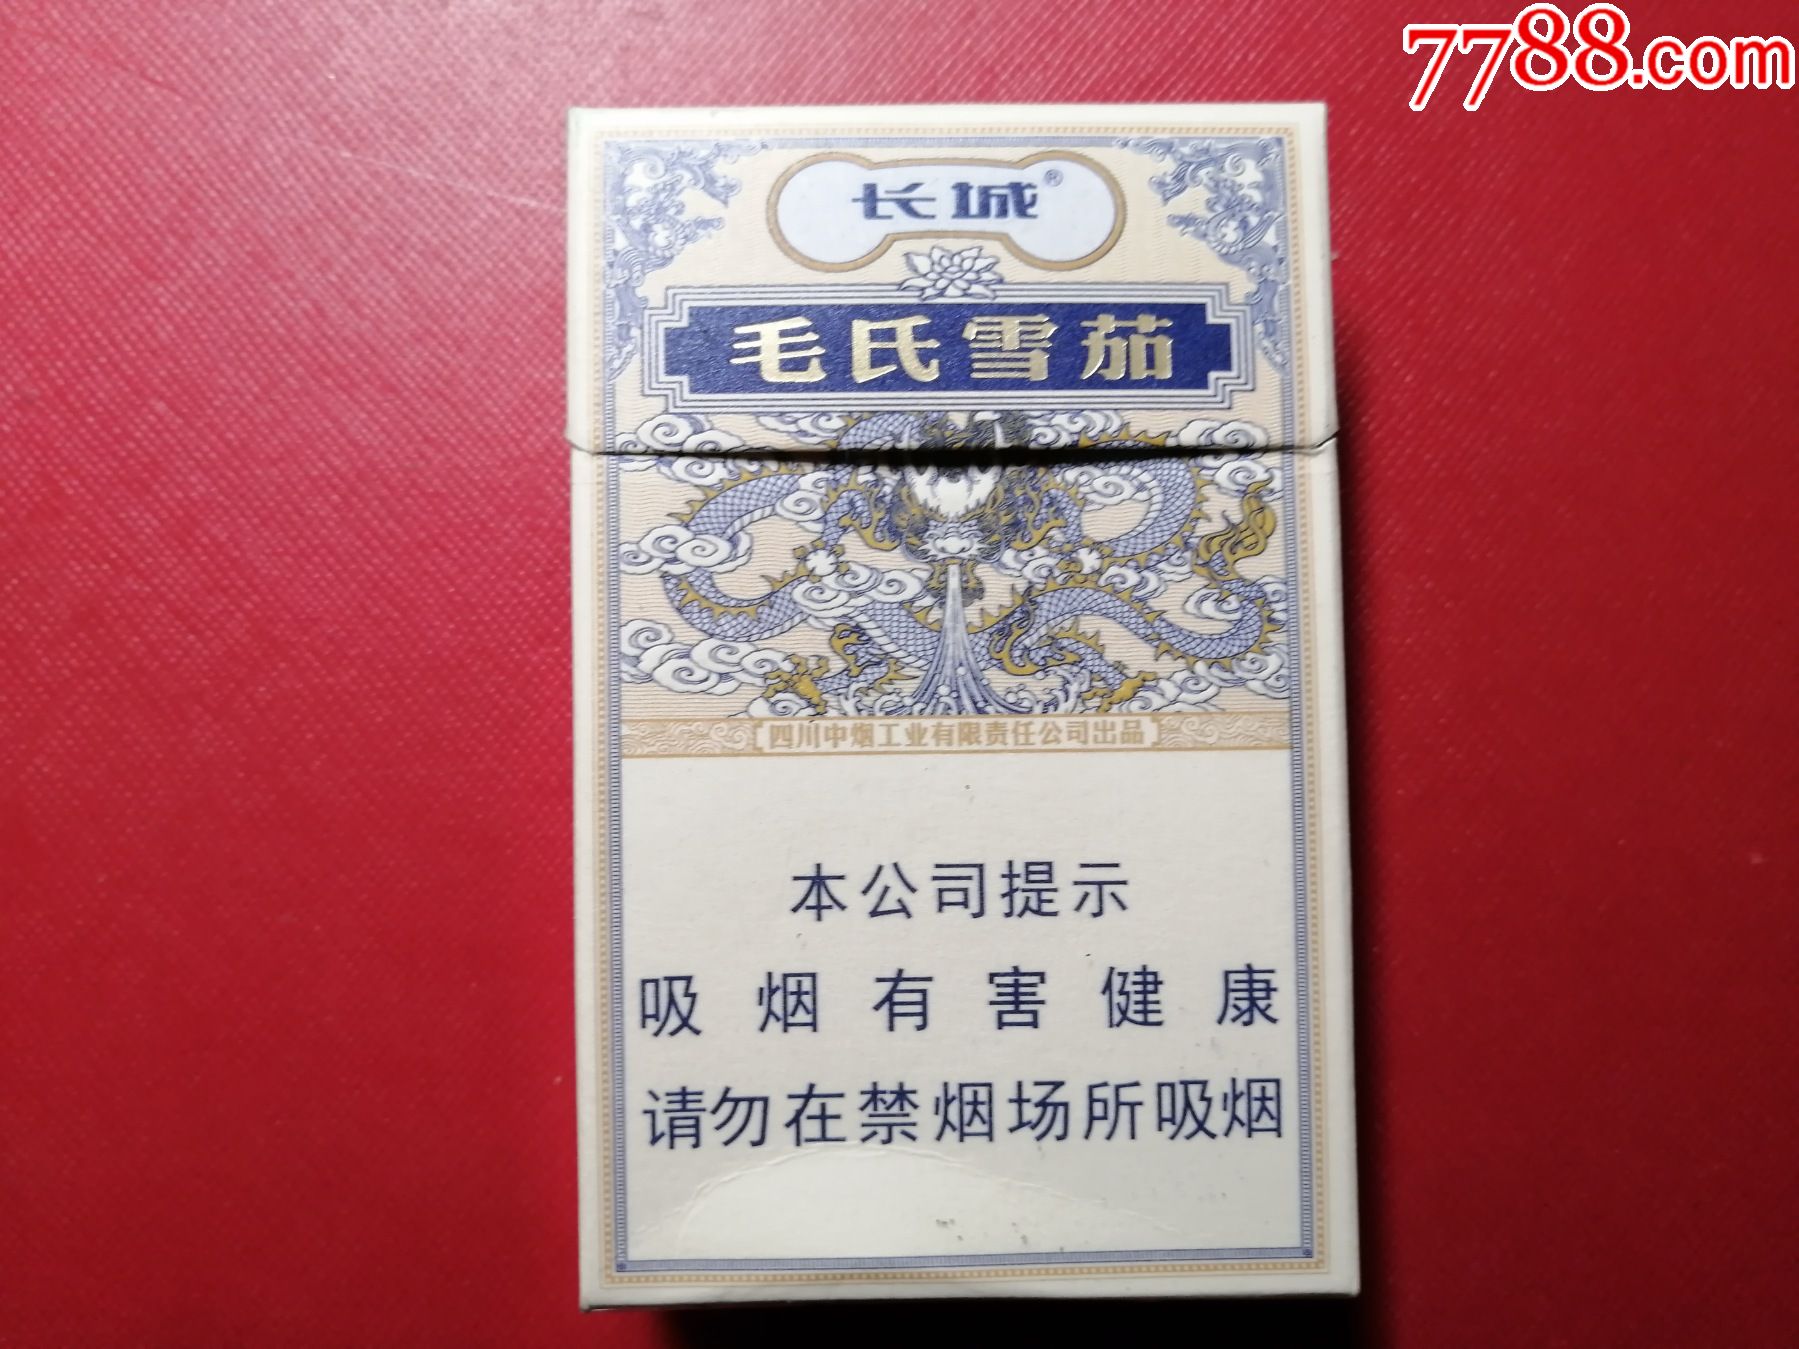 7788.com
长城®
毛氏雪茄
四川中烟工业有限责任公司出品
本公司提示
吸烟有害健康
请勿在禁烟场所吸烟